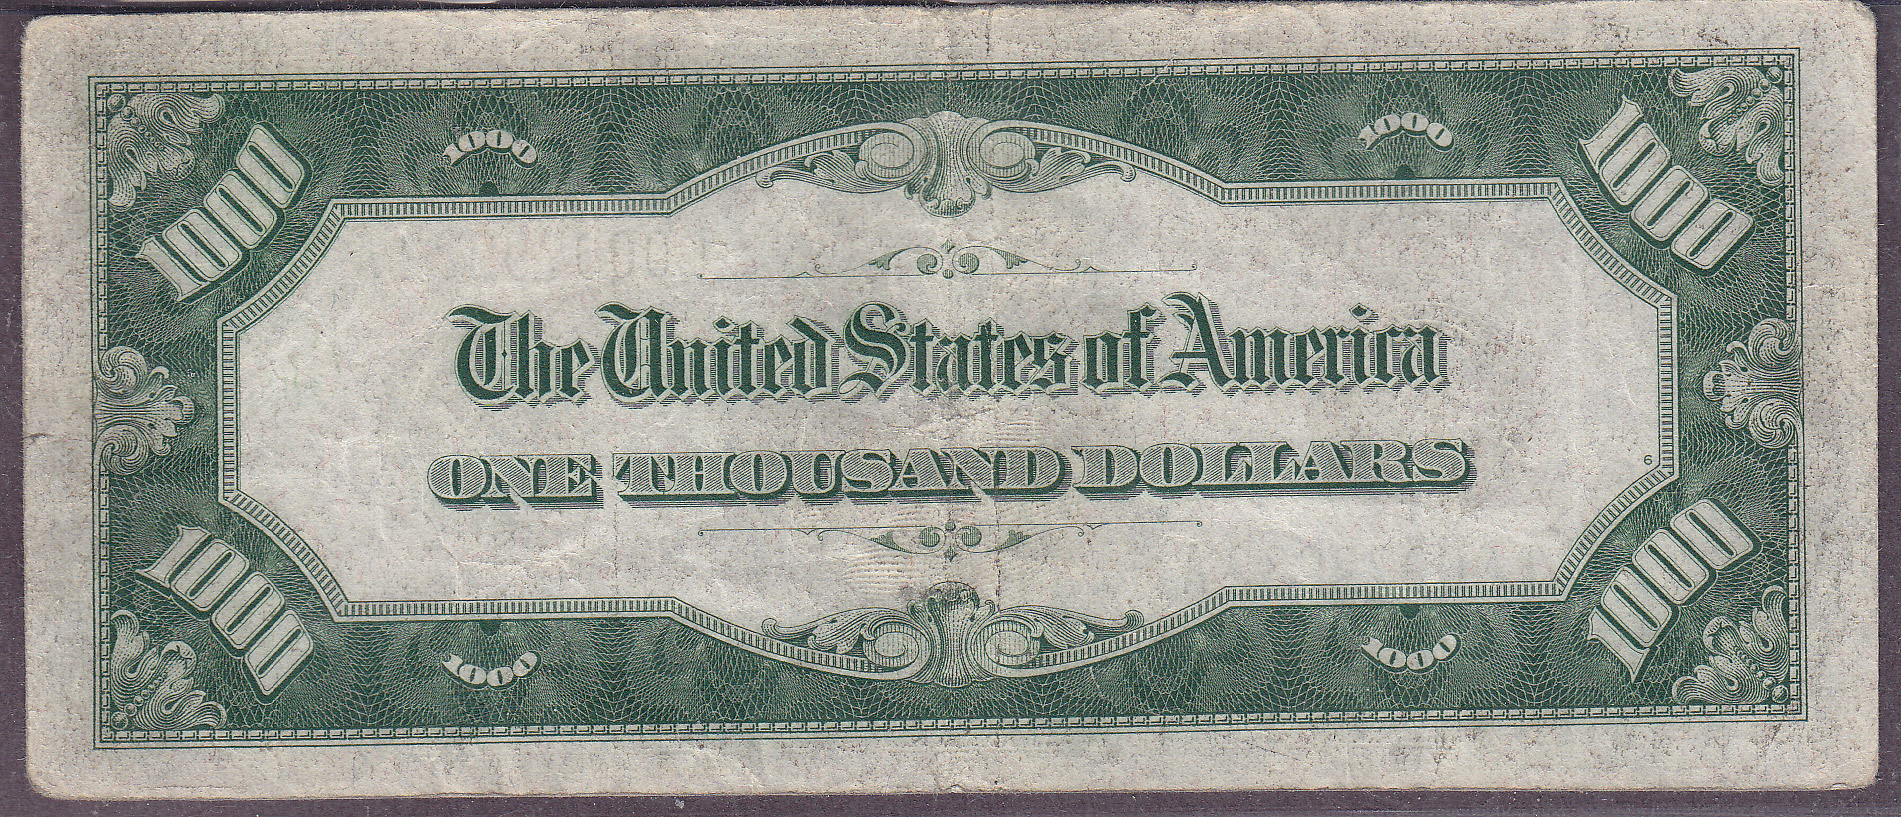 1000 1000 1000 1000
The United States of America
ONE THOUSAND DOLLARS
6
1000 1000 1000 1000